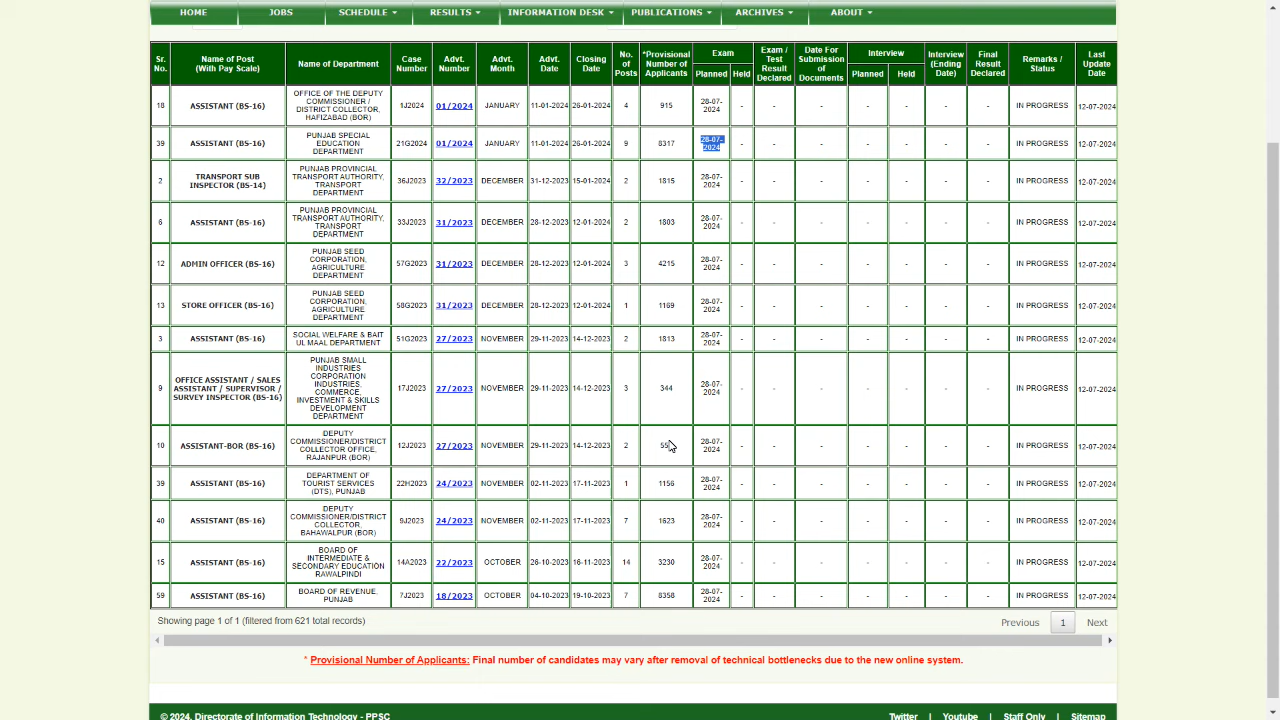 HOME JOBS SCHEDULE RESULTS INFORMATION DESK PUBLICATIONS ARCHIVES ABOUT
Sr. No. Name of Post (With Pay Scale) Name of Department Case Number Advt. Number Advt. Month Advt. Date Closing Date No. of Posts *Provisional Number of Applicants Exam Planned Held Exam / Test Result Declared Date For Submission of Documents Interview Planned Held Interview (Ending Date) Final Result Declared Remarks / Status Last Update Date
18 ASSISTANT (BS-16) OFFICE OF THE DEPUTY COMMISSIONER / DISTRICT COLLECTOR, HAFIZABAD (BOR) 1J2024 01/2024 JANUARY 11-01-2024 26-01-2024 4 915 28-07-2024 - - - - - - - IN PROGRESS 12-07-2024
39 ASSISTANT (BS-16) PUNJAB SPECIAL EDUCATION DEPARTMENT 21G2024 01/2024 JANUARY 11-01-2024 26-01-2024 9 8317 28-07-2024 - - - - - - - IN PROGRESS 12-07-2024
2 TRANSPORT SUB INSPECTOR (BS-14) PUNJAB PROVINCIAL TRANSPORT AUTHORITY, TRANSPORT DEPARTMENT 36J2023 32/2023 DECEMBER 31-12-2023 15-01-2024 2 1815 28-07-2024 - - - - - - - IN PROGRESS 12-07-2024
6 ASSISTANT (BS-16) PUNJAB PROVINCIAL TRANSPORT AUTHORITY, TRANSPORT DEPARTMENT 33J2023 31/2023 DECEMBER 28-12-2023 12-01-2024 2 1803 28-07-2024 - - - - - - - IN PROGRESS 12-07-2024
12 ADMIN OFFICER (BS-16) PUNJAB SEED CORPORATION, AGRICULTURE DEPARTMENT 57G2023 31/2023 DECEMBER 28-12-2023 12-01-2024 3 4215 28-07-2024 - - - - - - - IN PROGRESS 12-07-2024
13 STORE OFFICER (BS-16) PUNJAB SEED CORPORATION, AGRICULTURE DEPARTMENT 58G2023 31/2023 DECEMBER 28-12-2023 12-01-2024 1 1169 28-07-2024 - - - - - - - IN PROGRESS 12-07-2024
3 ASSISTANT (BS-16) SOCIAL WELFARE & BAIT UL MAAL DEPARTMENT 51G2023 27/2023 NOVEMBER 29-11-2023 14-12-2023 2 1813 28-07-2024 - - - - - - - IN PROGRESS 12-07-2024
9 OFFICE ASSISTANT / SALES ASSISTANT / SUPERVISOR / SURVEY INSPECTOR (BS-16) PUNJAB SMALL INDUSTRIES CORPORATION INDUSTRIES, COMMERCE, INVESTMENT & SKILLS DEVELOPMENT DEPARTMENT 17J2023 27/2023 NOVEMBER 29-11-2023 14-12-2023 3 344 28-07-2024 - - - - - - - IN PROGRESS 12-07-2024
10 ASSISTANT-BOR (BS-16) DEPUTY COMMISSIONER/DISTRICT COLLECTOR OFFICE, RAJANPUR (BOR) 12J2023 27/2023 NOVEMBER 29-11-2023 14-12-2023 2 28-07-2024 - - - - - - - IN PROGRESS 12-07-2024
39 ASSISTANT (BS-16) DEPARTMENT OF TOURIST SERVICES (DTS), PUNJAB 22H2023 24/2023 NOVEMBER 02-11-2023 17-11-2023 1 1156 28-07-2024 - - - - - - - IN PROGRESS 12-07-2024
40 ASSISTANT (BS-16) DEPUTY COMMISSIONER/DISTRICT COLLECTOR, BAHAWALPUR (BOR) 9J2023 24/2023 NOVEMBER 02-11-2023 17-11-2023 7 1623 28-07-2024 - - - - - - - IN PROGRESS 12-07-2024
15 ASSISTANT (BS-16) BOARD OF INTERMEDIATE & SECONDARY EDUCATION RAWALPINDI 14A2023 22/2023 OCTOBER 26-10-2023 16-11-2023 14 3230 28-07-2024 - - - - - - - IN PROGRESS 12-07-2024
59 ASSISTANT (BS-16) BOARD OF REVENUE, PUNJAB 7J2023 18/2023 OCTOBER 04-10-2023 19-10-2023 7 8358 28-07-2024 - - - - - - - IN PROGRESS 12-07-2024
Showing page 1 of 1 (filtered from 621 total records) Previous 1 Next
* Provisional Number of Applicants: Final number of candidates may vary after removal of technical bottlenecks due to the new online system.
© 2024, Directorate of Information Technology - PPSC Twitter | Youtube | Staff Only | Sitemap